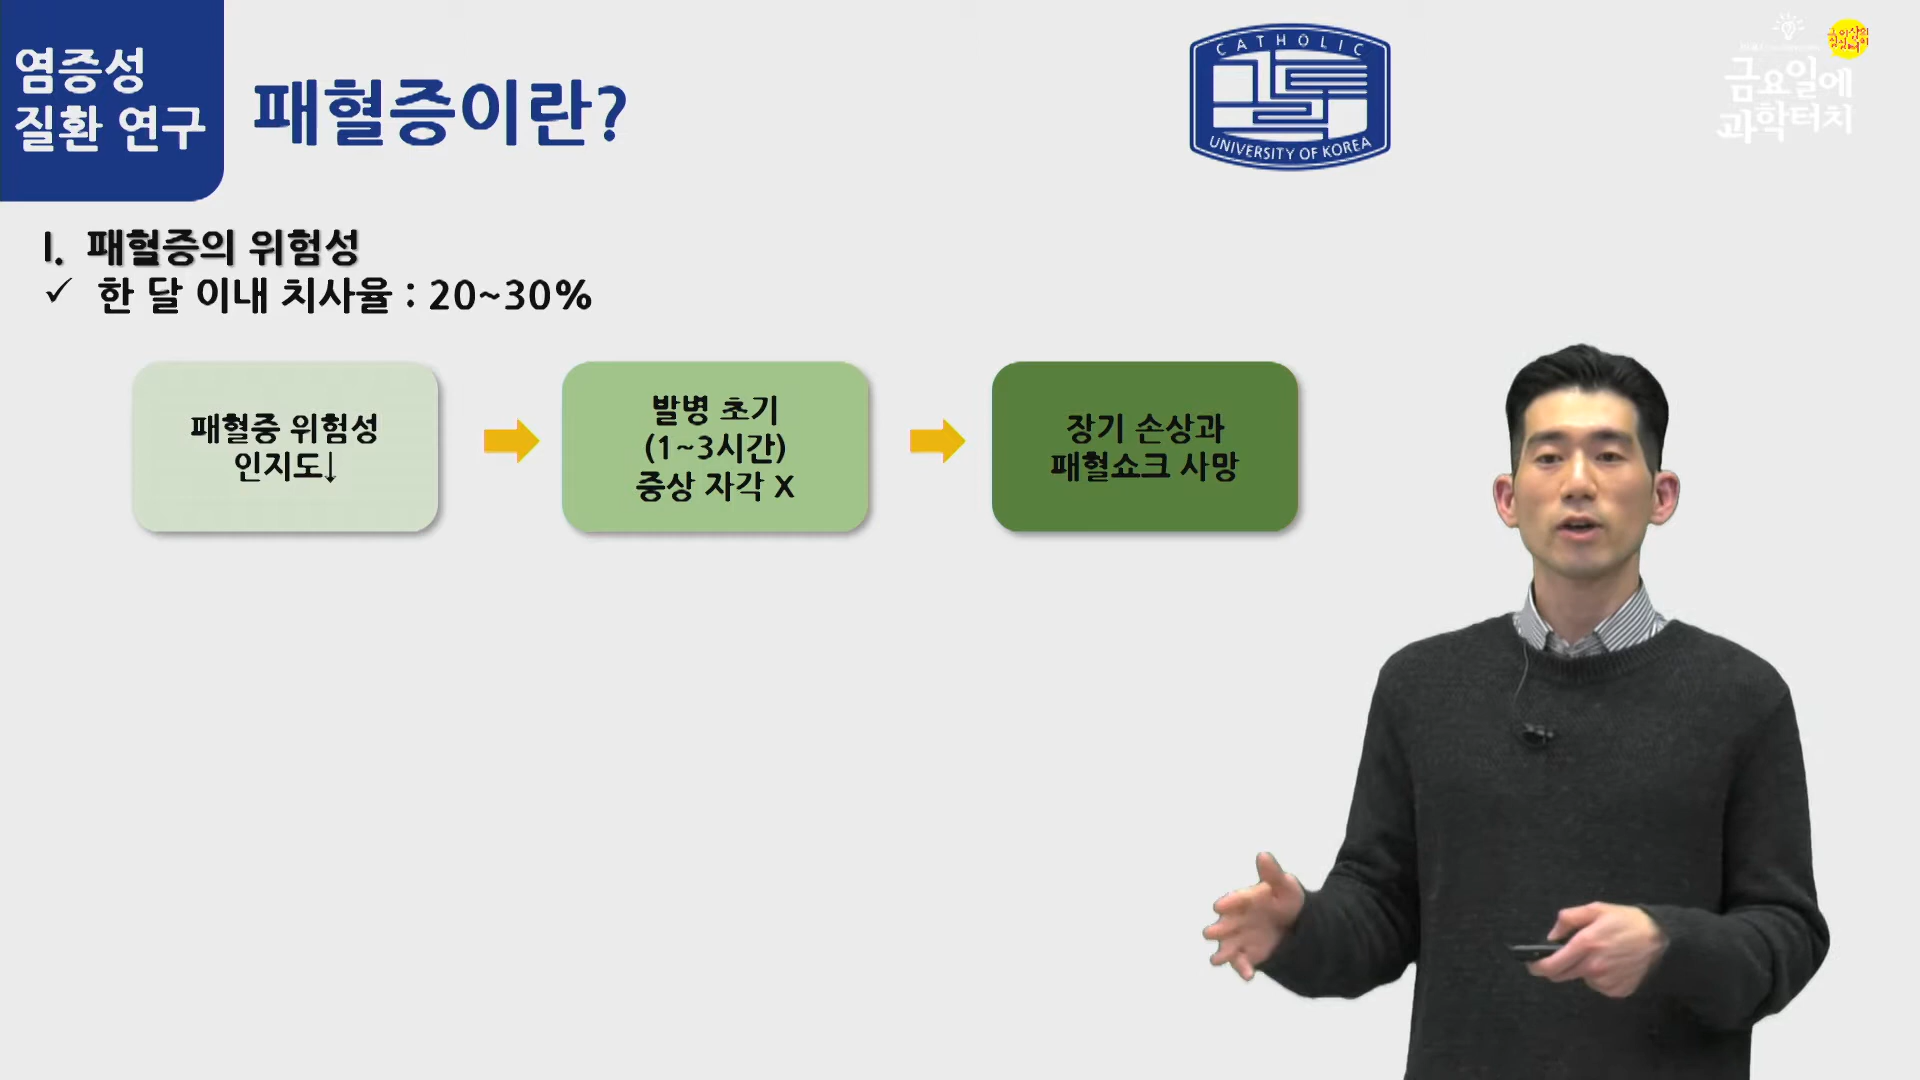 염증성
질환 연구
패혈증이란?
CATHOLIC
UNIVERSITY OF KOREA
금요일에
과학터치
I. 패혈증의 위험성
✓ 한 달 이내 치사율 : 20~30%
패혈증 위험성
인지도↓
발병 초기
(1~3시간)
증상 자각 X
장기 손상과
패혈쇼크 사망